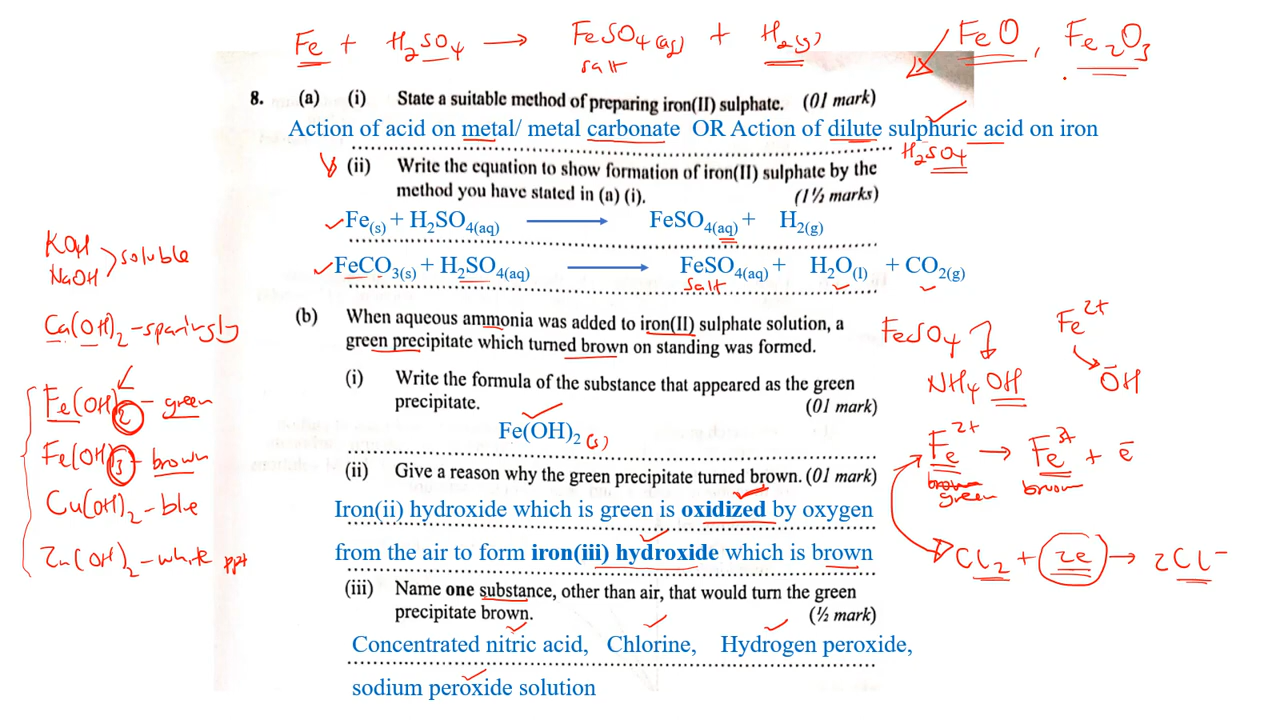 Fe + H₂SO₄ → FeSO₄(aq) + H₂(g)
salt
FeO, Fe₂O₃
8. (a) (i) State a suitable method of preparing iron(II) sulphate. (01 mark)
Action of acid on metal/ metal carbonate OR Action of dilute sulphuric acid on iron
H₂SO₄
(ii) Write the equation to show formation of iron(II) sulphate by the
method you have stated in (a) (i). (1½ marks)
Fe(s) + H₂SO₄(aq) → FeSO₄(aq) + H₂(g)
FeCO₃(s) + H₂SO₄(aq) → FeSO₄(aq) + H₂O(l) + CO₂(g)
salt
(b) When aqueous ammonia was added to iron(II) sulphate solution, a
green precipitate which turned brown on standing was formed.
(i) Write the formula of the substance that appeared as the green
precipitate. (01 mark)
Fe(OH)₂(s)
(ii) Give a reason why the green precipitate turned brown. (01 mark)
Iron(ii) hydroxide which is green is oxidized by oxygen
from the air to form iron(iii) hydroxide which is brown
(iii) Name one substance, other than air, that would turn the green
precipitate brown. (½ mark)
Concentrated nitric acid, Chlorine, Hydrogen peroxide,
sodium peroxide solution
KOH
NaOH
soluble
Ca(OH)₂ - sparingly
Fe(OH)₂ - green
Fe(OH)₃ - brown
Cu(OH)₂ - ble
Zn(OH)₂ - white ppt
FeSO₄
NH₄OH
Fe²⁺
OH⁻
Fe²⁺ → Fe³⁺ + e⁻
brown
green
brown
Cl₂ + 2e → 2Cl⁻